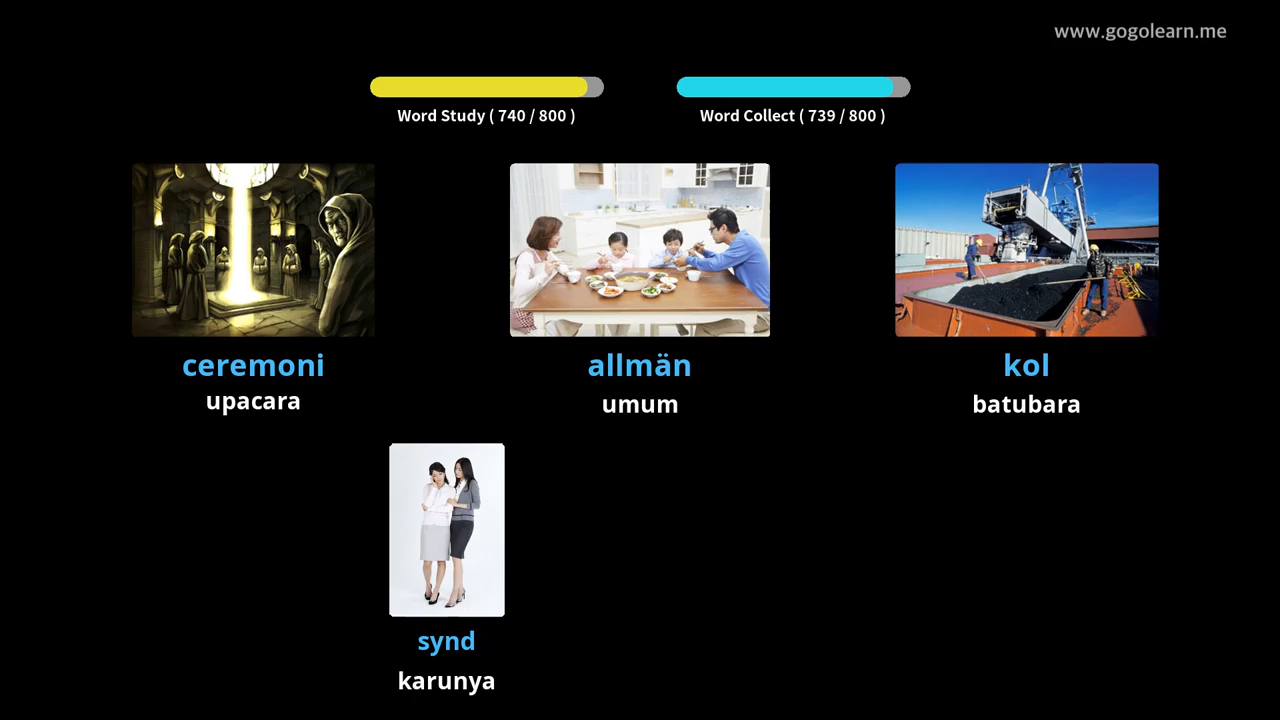 www.gogolearn.me
Word Study ( 740 / 800 )
Word Collect ( 739 / 800 )
ceremoni
upacara
allmän
umum
kol
batubara
synd
karunya